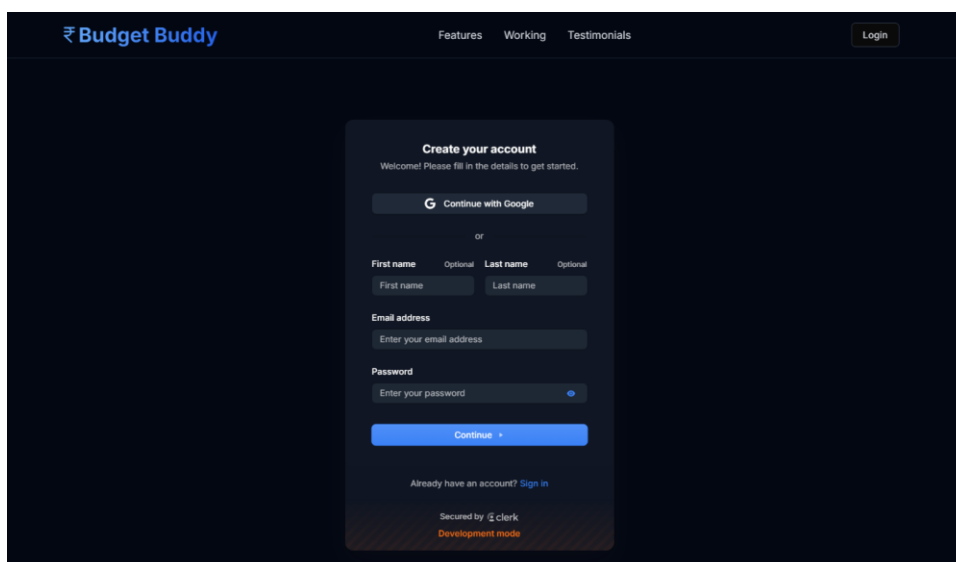 ₹ Budget Buddy
Features Working Testimonials
Login
Create your account
Welcome! Please fill in the details to get started.
Continue with Google
or
First name Optional Last name Optional
First name Last name
Email address
Enter your email address
Password
Enter your password
Continue
Already have an account? Sign in
Secured by clerk
Development mode